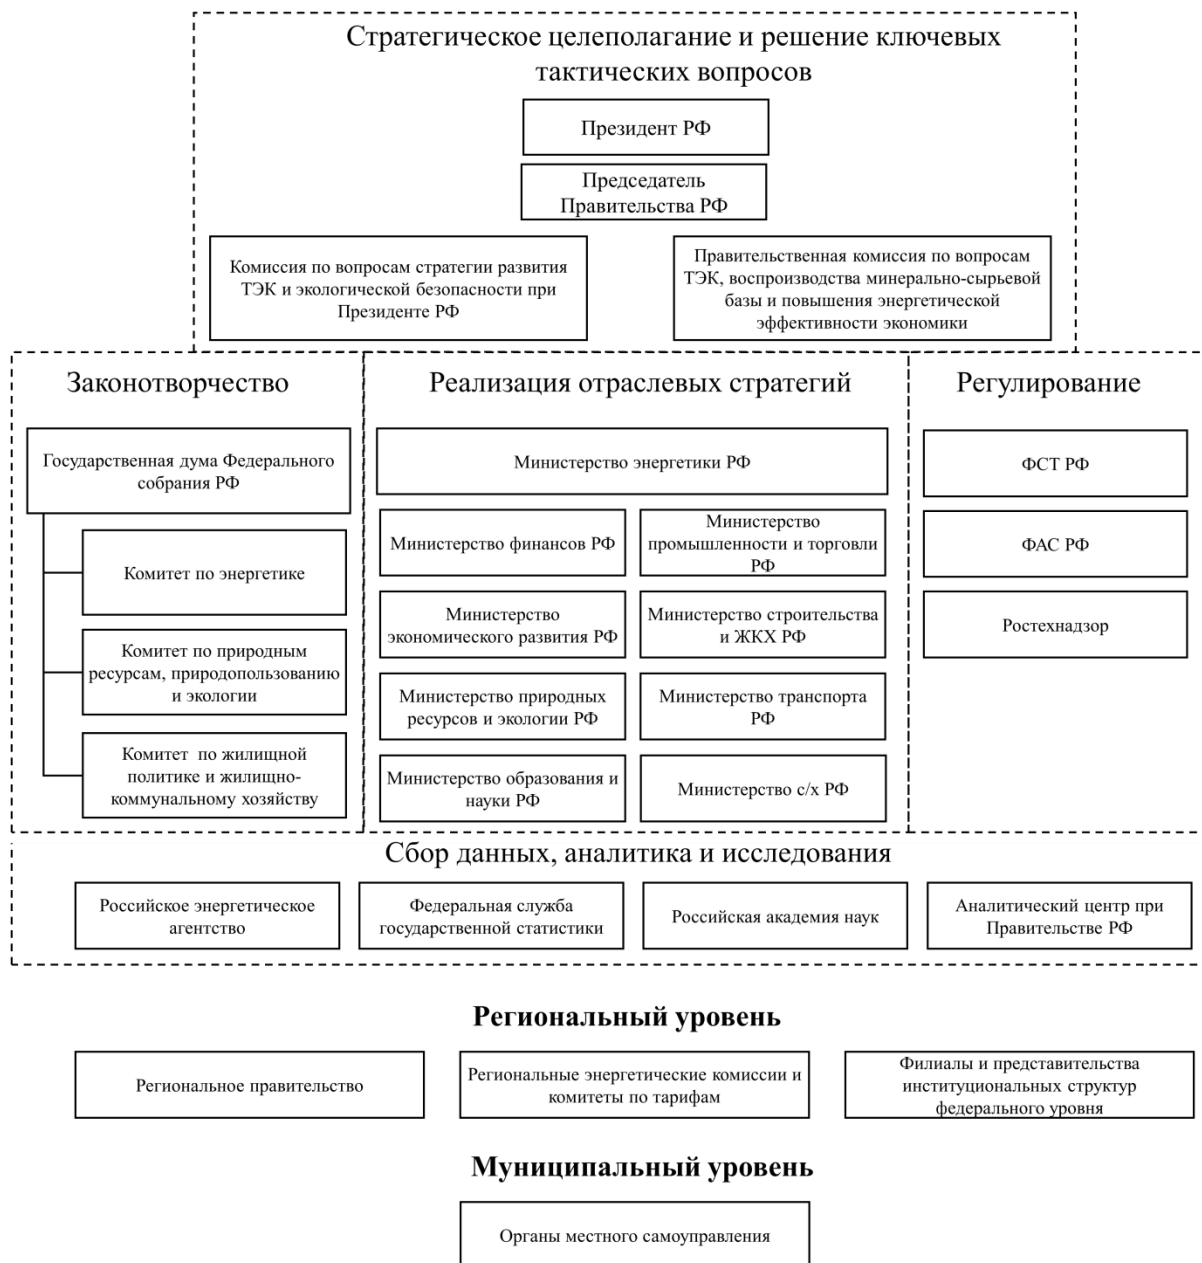 Стратегическое целеполагание и решение ключевых
тактических вопросов
Президент РФ
Председатель
Правительства РФ
Комиссия по вопросам стратегии развития
ТЭК и экологической безопасности при
Президенте РФ
Правительственная комиссия по вопросам
ТЭК, воспроизводства минерально-сырьевой
базы и повышения энергетической
эффективности экономики
Законотворчество
Государственная дума Федерального
собрания РФ
Комитет по энергетике
Комитет по природным
ресурсам, природопользованию
и экологии
Комитет по жилищной
политике и жилищно-
коммунальному хозяйству
Реализация отраслевых стратегий
Министерство энергетики РФ
Министерство финансов РФ
Министерство
промышленности и торговли
РФ
Министерство
экономического развития РФ
Министерство строительства
и ЖКХ РФ
Министерство природных
ресурсов и экологии РФ
Министерство транспорта
РФ
Министерство образования и
науки РФ
Министерство с/х РФ
Регулирование
ФСТ РФ
ФАС РФ
Ростехнадзор
Сбор данных, аналитика и исследования
Российское энергетическое
агентство
Федеральная служба
государственной статистики
Российская академия наук
Аналитический центр при
Правительстве РФ
Региональный уровень
Региональное правительство
Региональные энергетические комиссии и
комитеты по тарифам
Филиалы и представительства
институциональных структур
федерального уровня
Муниципальный уровень
Органы местного самоуправления